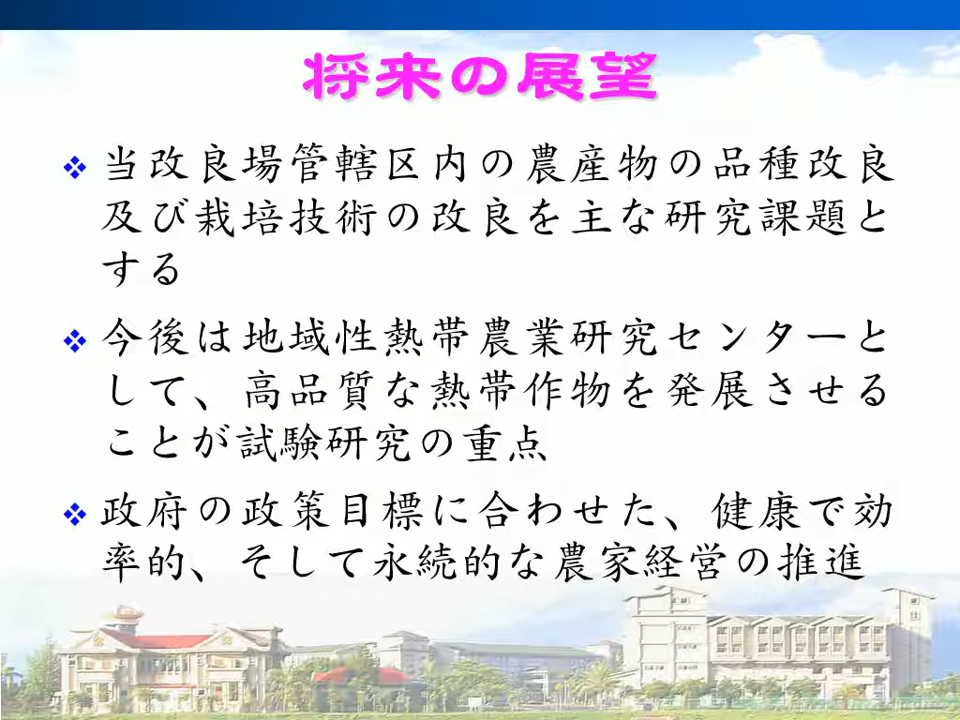 将来の展望
当改良場管轄区内の農産物の品種改良
及び栽培技術の改良を主な研究課題と
する
今後は地域性熱帯農業研究センターと
して、高品質な熱帯作物を発展させる
ことが試験研究の重点
政府の政策目標に合わせた、健康で効
率的、そして永続的な農家経営の推進